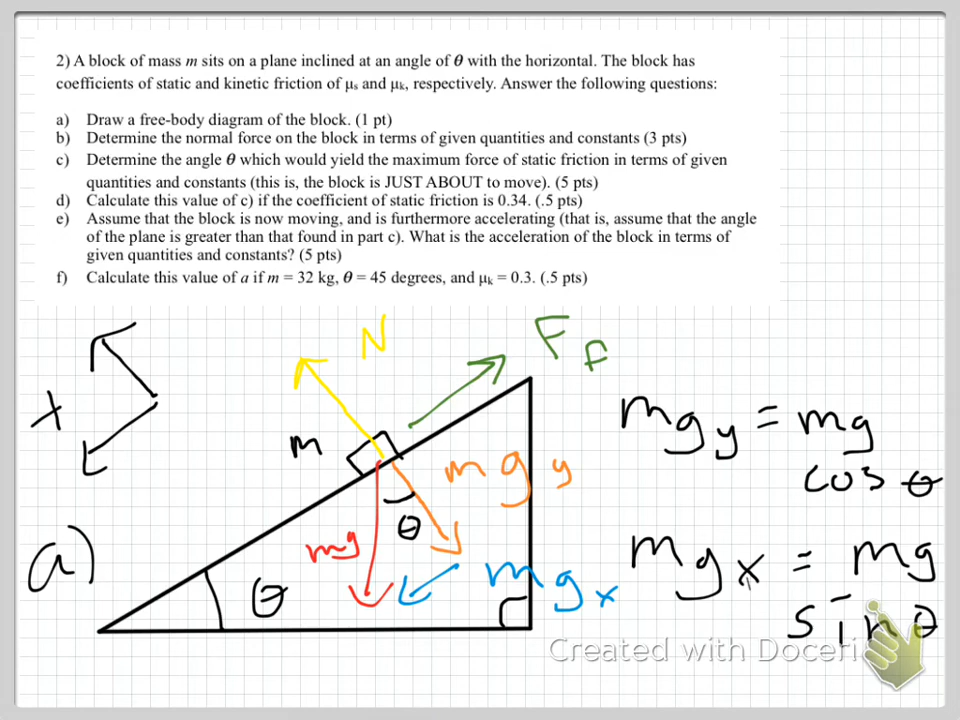 2) A block of mass m sits on a plane inclined at an angle of θ with the horizontal. The block has
coefficients of static and kinetic friction of μs and μk, respectively. Answer the following questions:
a) Draw a free-body diagram of the block. (1 pt)
b) Determine the normal force on the block in terms of given quantities and constants (3 pts)
c) Determine the angle θ which would yield the maximum force of static friction in terms of given
quantities and constants (this is, the block is JUST ABOUT to move). (5 pts)
d) Calculate this value of c) if the coefficient of static friction is 0.34. (.5 pts)
e) Assume that the block is now moving, and is furthermore accelerating (that is, assume that the angle
of the plane is greater than that found in part c). What is the acceleration of the block in terms of
given quantities and constants? (5 pts)
f) Calculate this value of a if m = 32 kg, θ = 45 degrees, and μk = 0.3. (.5 pts)
N
Ff
+
m
mgy
mgy = mg
cos θ
a)
mg
θ
θ
mgx
mgx = mg
sinθ
Created with Doceri